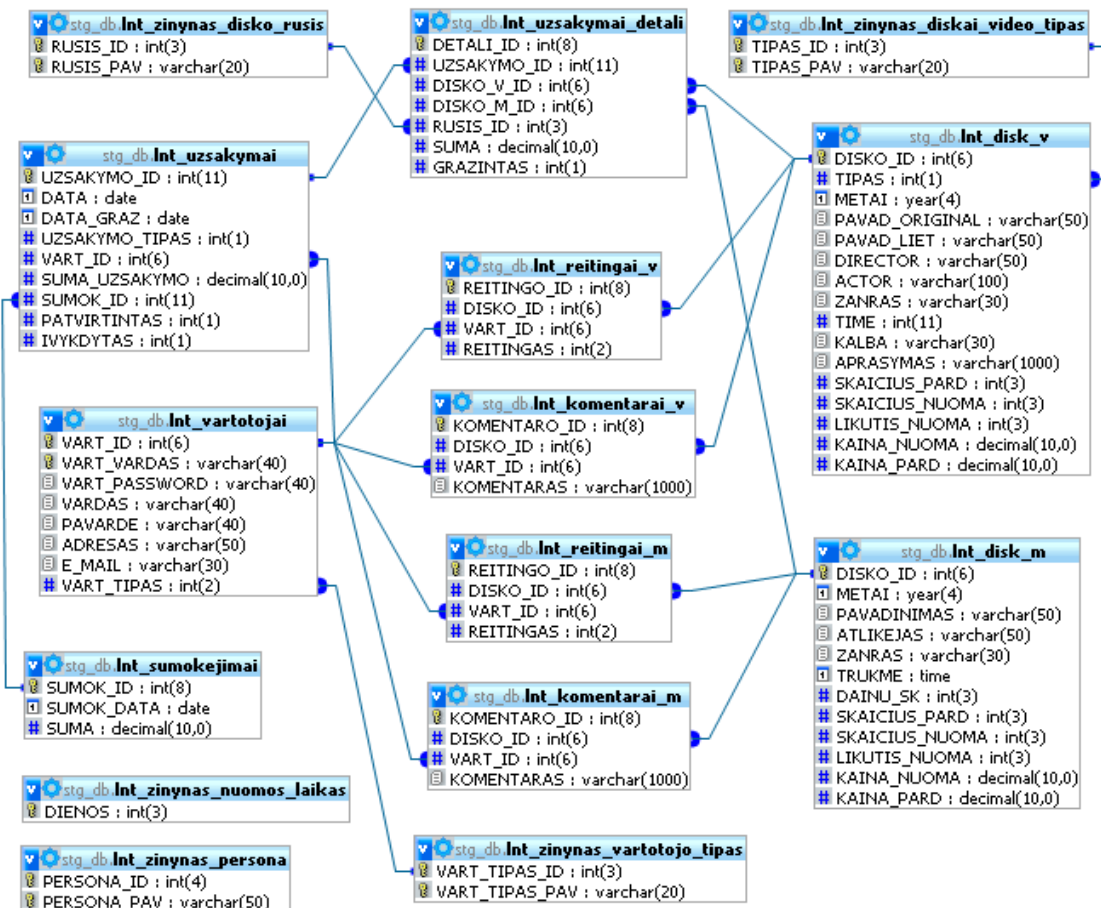 stg_db.lnt_zinynas_disko_rusis
RUSIS_ID : int(3)
RUSIS_PAV : varchar(20)
stg_db.lnt_uzsakymai_detali
DETALI_ID : int(8)
UZSAKYMO_ID : int(11)
DISKO_V_ID : int(6)
DISKO_M_ID : int(6)
RUSIS_ID : int(3)
SUMA : decimal(10,0)
GRAZINTAS : int(1)
stg_db.lnt_zinynas_diskai_video_tipas
TIPAS_ID : int(3)
TIPAS_PAV : varchar(20)
stg_db.lnt_uzsakymai
UZSAKYMO_ID : int(11)
DATA : date
DATA_GRAZ : date
UZSAKYMO_TIPAS : int(1)
VART_ID : int(6)
SUMA_UZSAKYMO : decimal(10,0)
SUMOK_ID : int(11)
PATVIRTINTAS : int(1)
IVYKDYTAS : int(1)
stg_db.lnt_disk_v
DISKO_ID : int(6)
TIPAS : int(1)
METAI : year(4)
PAVAD_ORIGINAL : varchar(50)
PAVAD_LIET : varchar(50)
DIRECTOR : varchar(50)
ACTOR : varchar(100)
ZANRAS : varchar(30)
TIME : int(11)
KALBA : varchar(30)
APRASYMAS : varchar(1000)
SKAICIUS_PARD : int(3)
SKAICIUS_NUOMA : int(3)
LIKUTIS_NUOMA : int(3)
KAINA_NUOMA : decimal(10,0)
KAINA_PARD : decimal(10,0)
stg_db.lnt_reitingai_v
REITINGO_ID : int(8)
DISKO_ID : int(6)
VART_ID : int(6)
REITINGAS : int(2)
stg_db.lnt_komentarai_v
KOMENTARO_ID : int(8)
DISKO_ID : int(6)
VART_ID : int(6)
KOMENTARAS : varchar(1000)
stg_db.lnt_vartotojai
VART_ID : int(6)
VART_VARDAS : varchar(40)
VART_PASSWORD : varchar(40)
VARDAS : varchar(40)
PAVARDE : varchar(40)
ADRESAS : varchar(50)
E_MAIL : varchar(30)
VART_TIPAS : int(2)
stg_db.lnt_reitingai_m
REITINGO_ID : int(8)
DISKO_ID : int(6)
VART_ID : int(6)
REITINGAS : int(2)
stg_db.lnt_disk_m
DISKO_ID : int(6)
METAI : year(4)
PAVADINIMAS : varchar(50)
ATLIKEJAS : varchar(50)
ZANRAS : varchar(30)
TRUKME : time
DAINU_SK : int(3)
SKAICIUS_PARD : int(3)
SKAICIUS_NUOMA : int(3)
LIKUTIS_NUOMA : int(3)
KAINA_NUOMA : decimal(10,0)
KAINA_PARD : decimal(10,0)
stg_db.lnt_sumokejimai
SUMOK_ID : int(8)
SUMOK_DATA : date
SUMA : decimal(10,0)
stg_db.lnt_komentarai_m
KOMENTARO_ID : int(8)
DISKO_ID : int(6)
VART_ID : int(6)
KOMENTARAS : varchar(1000)
stg_db.lnt_zinynas_nuomos_laikas
DIENOS : int(3)
stg_db.lnt_zinynas_persona
PERSONA_ID : int(4)
PERSONA_PAV : varchar(50)
stg_db.lnt_zinynas_vartotojo_tipas
VART_TIPAS_ID : int(3)
VART_TIPAS_PAV : varchar(20)